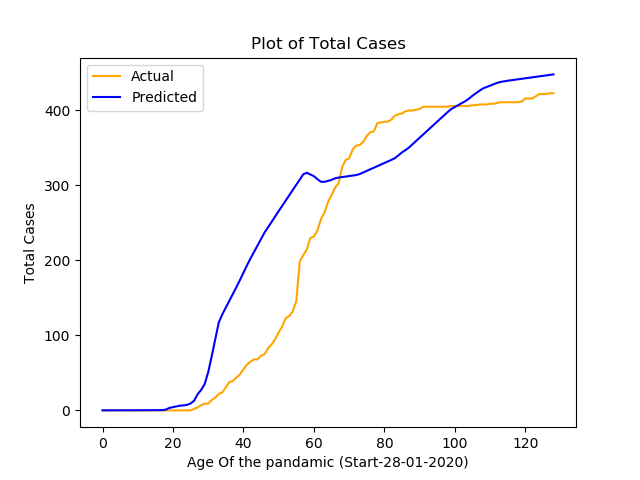 Plot of Total Cases
Actual
Predicted
400
300
200
100
0
Total Cases
0 20 40 60 80 100 120
Age Of the pandamic (Start-28-01-2020)